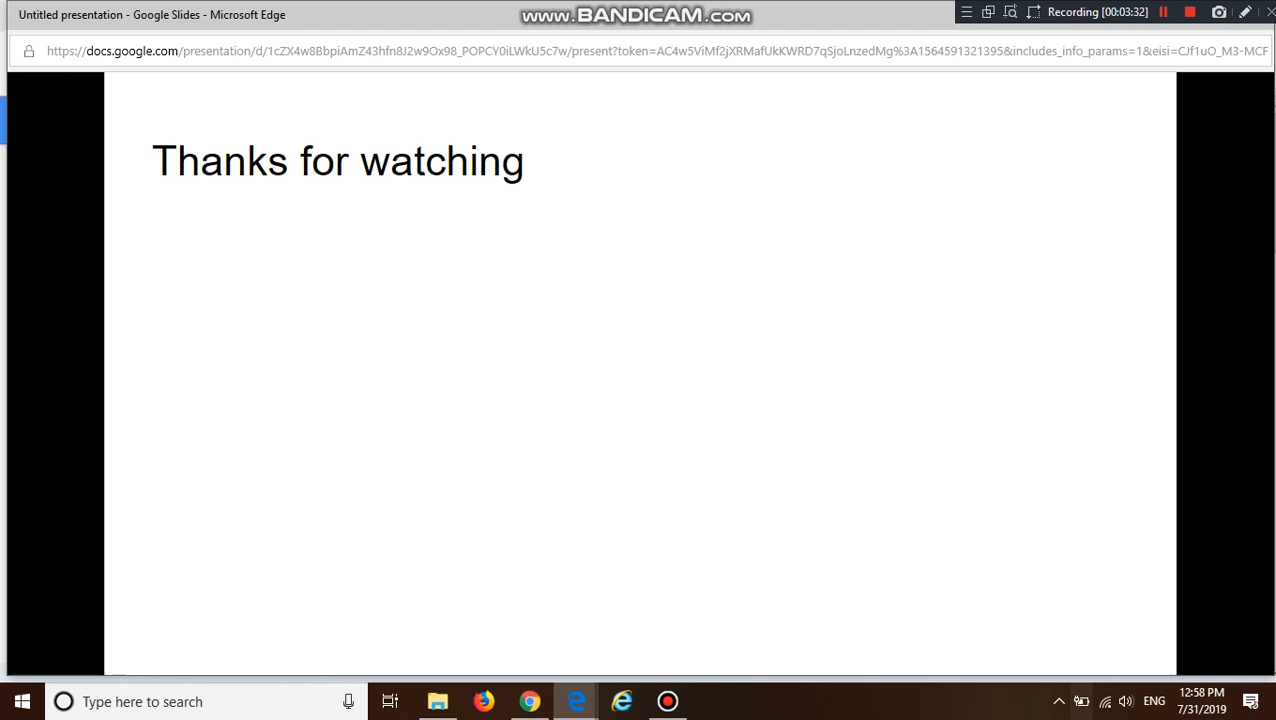 Untitled presentation - Google Slides - Microsoft Edge
www.BANDICAM.com
Recording [00:03:32]
https://docs.google.com/presentation/d/1cZX4w8BbpiAmZ43hfn8J2w9Ox98_POPCY0iLWkU5c7w/present?token=AC4w5ViMf2jXRMafUkKWRD7qSjoLnzedMg%3A1564591321395&includes_info_params=1&eisi=CJf1uO_M3-MCF
Thanks for watching
Type here to search
ENG
12:58 PM
7/31/2019